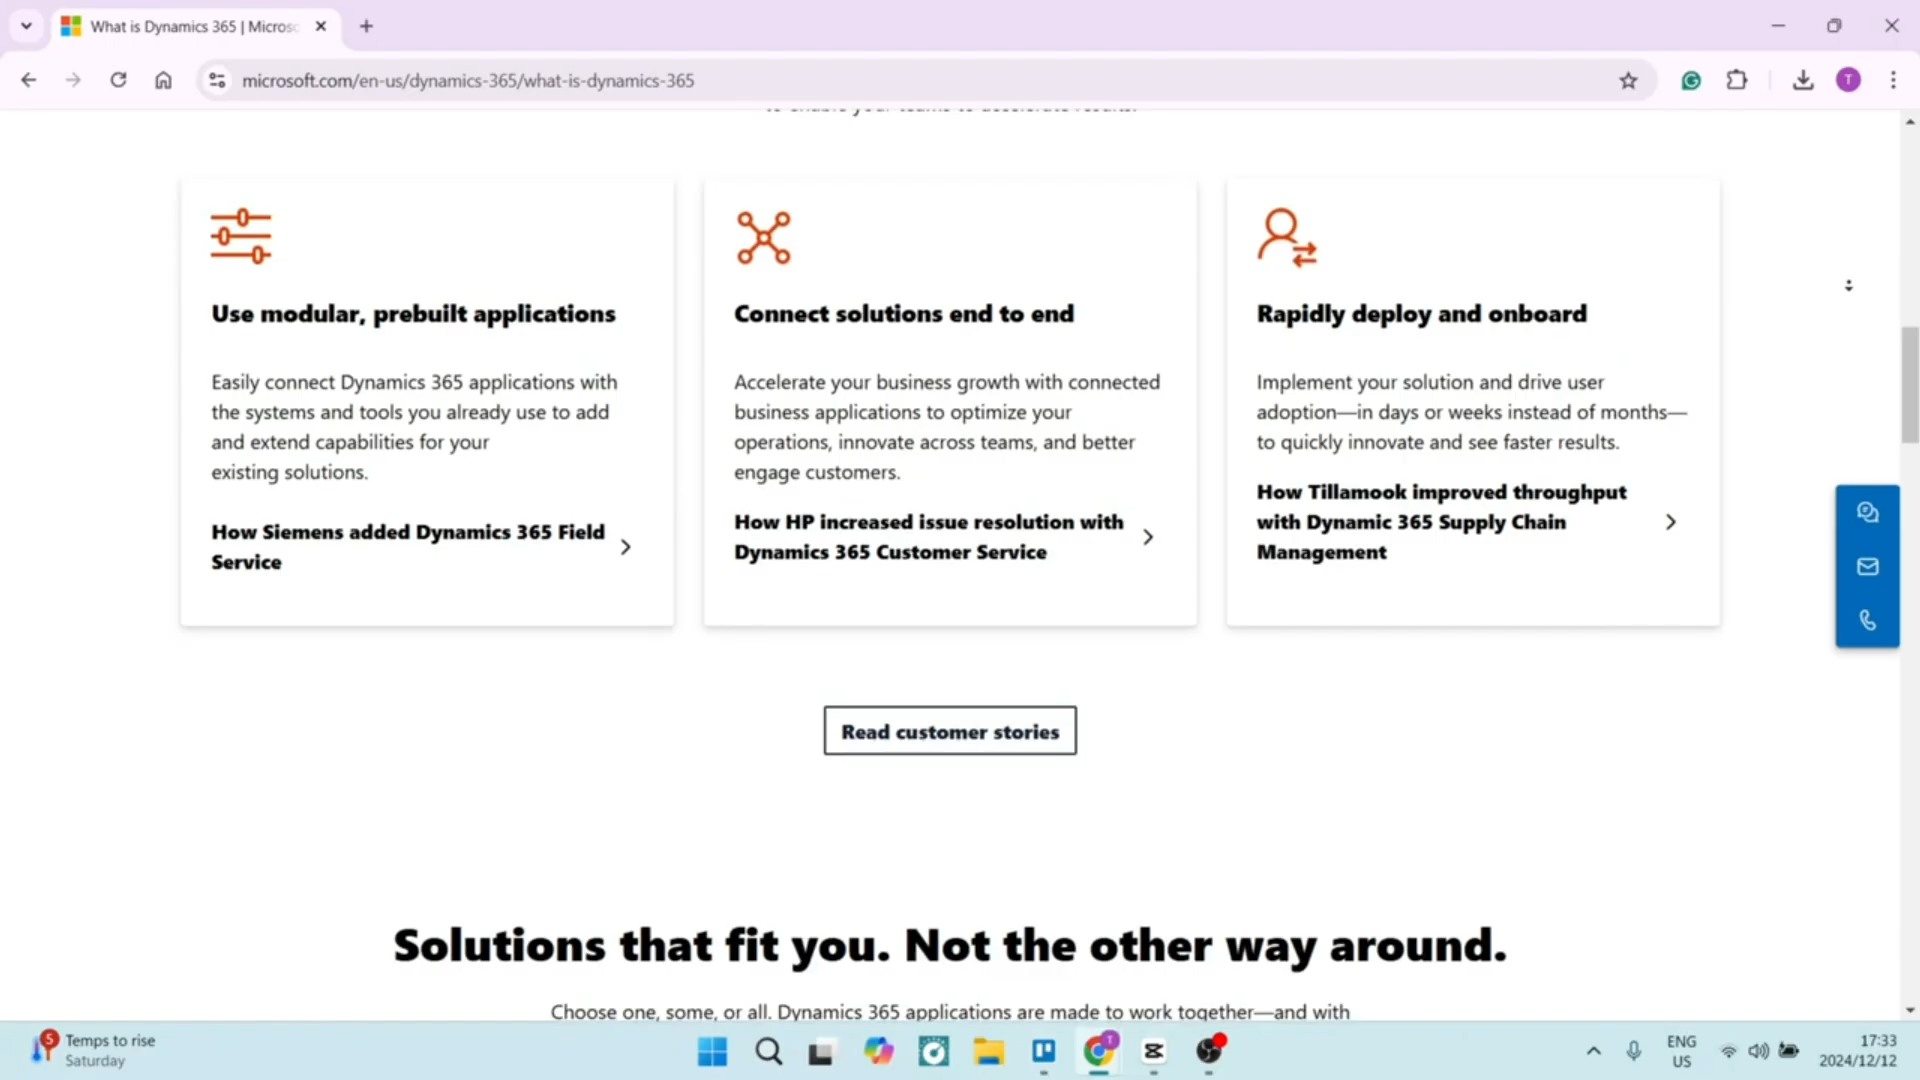 What is Dynamics 365 | Micros
microsoft.com/en-us/dynamics-365/what-is-dynamics-365
T
to enable your teams to accelerate results.
Use modular, prebuilt applications
Easily connect Dynamics 365 applications with
the systems and tools you already use to add
and extend capabilities for your
existing solutions.
How Siemens added Dynamics 365 Field
Service
Connect solutions end to end
Accelerate your business growth with connected
business applications to optimize your
operations, innovate across teams, and better
engage customers.
How HP increased issue resolution with
Dynamics 365 Customer Service
Rapidly deploy and onboard
Implement your solution and drive user
adoption—in days or weeks instead of months—
to quickly innovate and see faster results.
How Tillamook improved throughput
with Dynamic 365 Supply Chain
Management
Read customer stories
Solutions that fit you. Not the other way around.
Choose one, some, or all. Dynamics 365 applications are made to work together—and with
5
Temps to rise
Saturday
T
ENG
US
17:33
2024/12/12